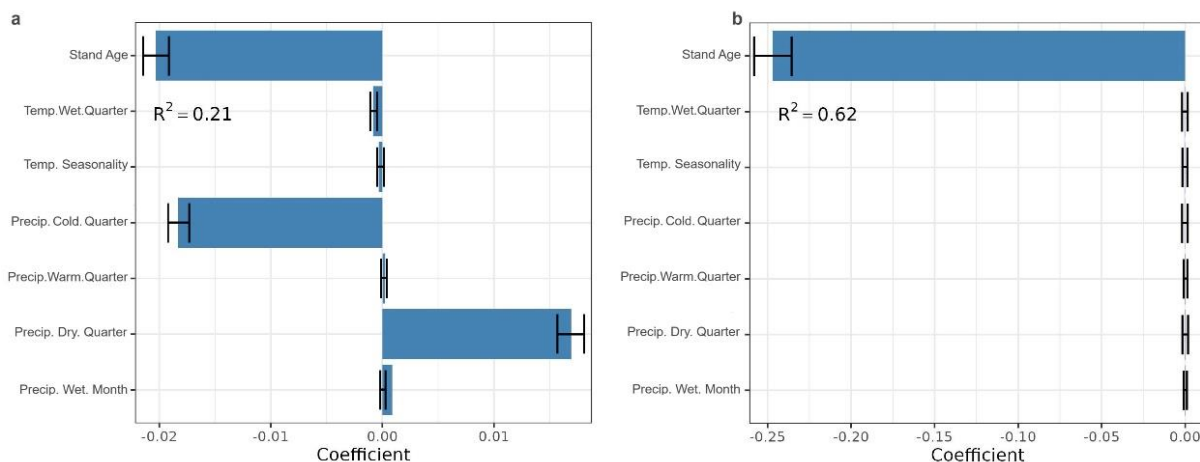 a
Stand Age
Temp.Wet.Quarter
R² = 0.21
Temp. Seasonality
Precip. Cold. Quarter
Precip.Warm.Quarter
Precip. Dry. Quarter
Precip. Wet. Month
-0.02 -0.01 0.00 0.01
Coefficient
b
Stand Age
Temp.Wet.Quarter
R² = 0.62
Temp. Seasonality
Precip. Cold. Quarter
Precip.Warm.Quarter
Precip. Dry. Quarter
Precip. Wet. Month
-0.25 -0.20 -0.15 -0.10 -0.05 0.00
Coefficient